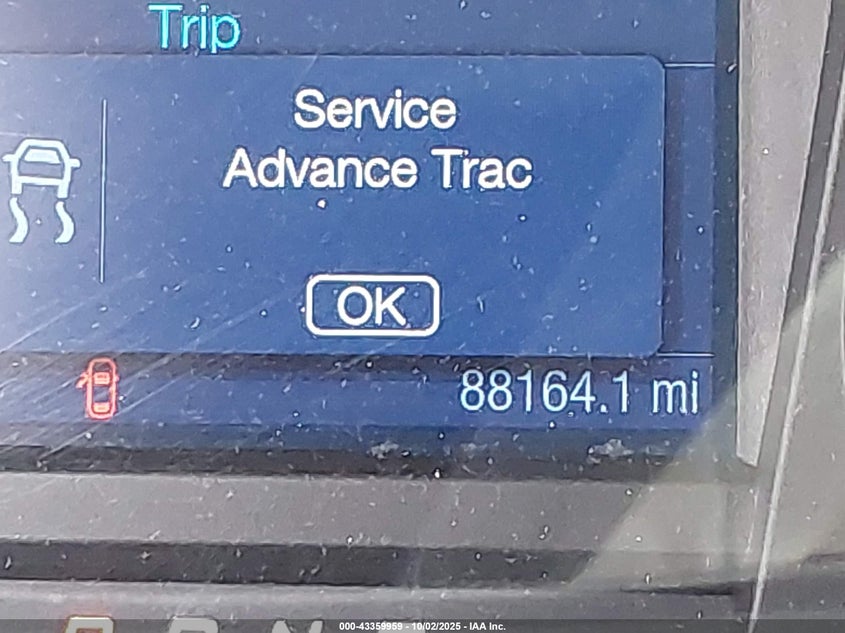 Trip
Service
Advance Trac
OK
88164.1 mi
000-43359959 - 10/02/2025 - IAA Inc.